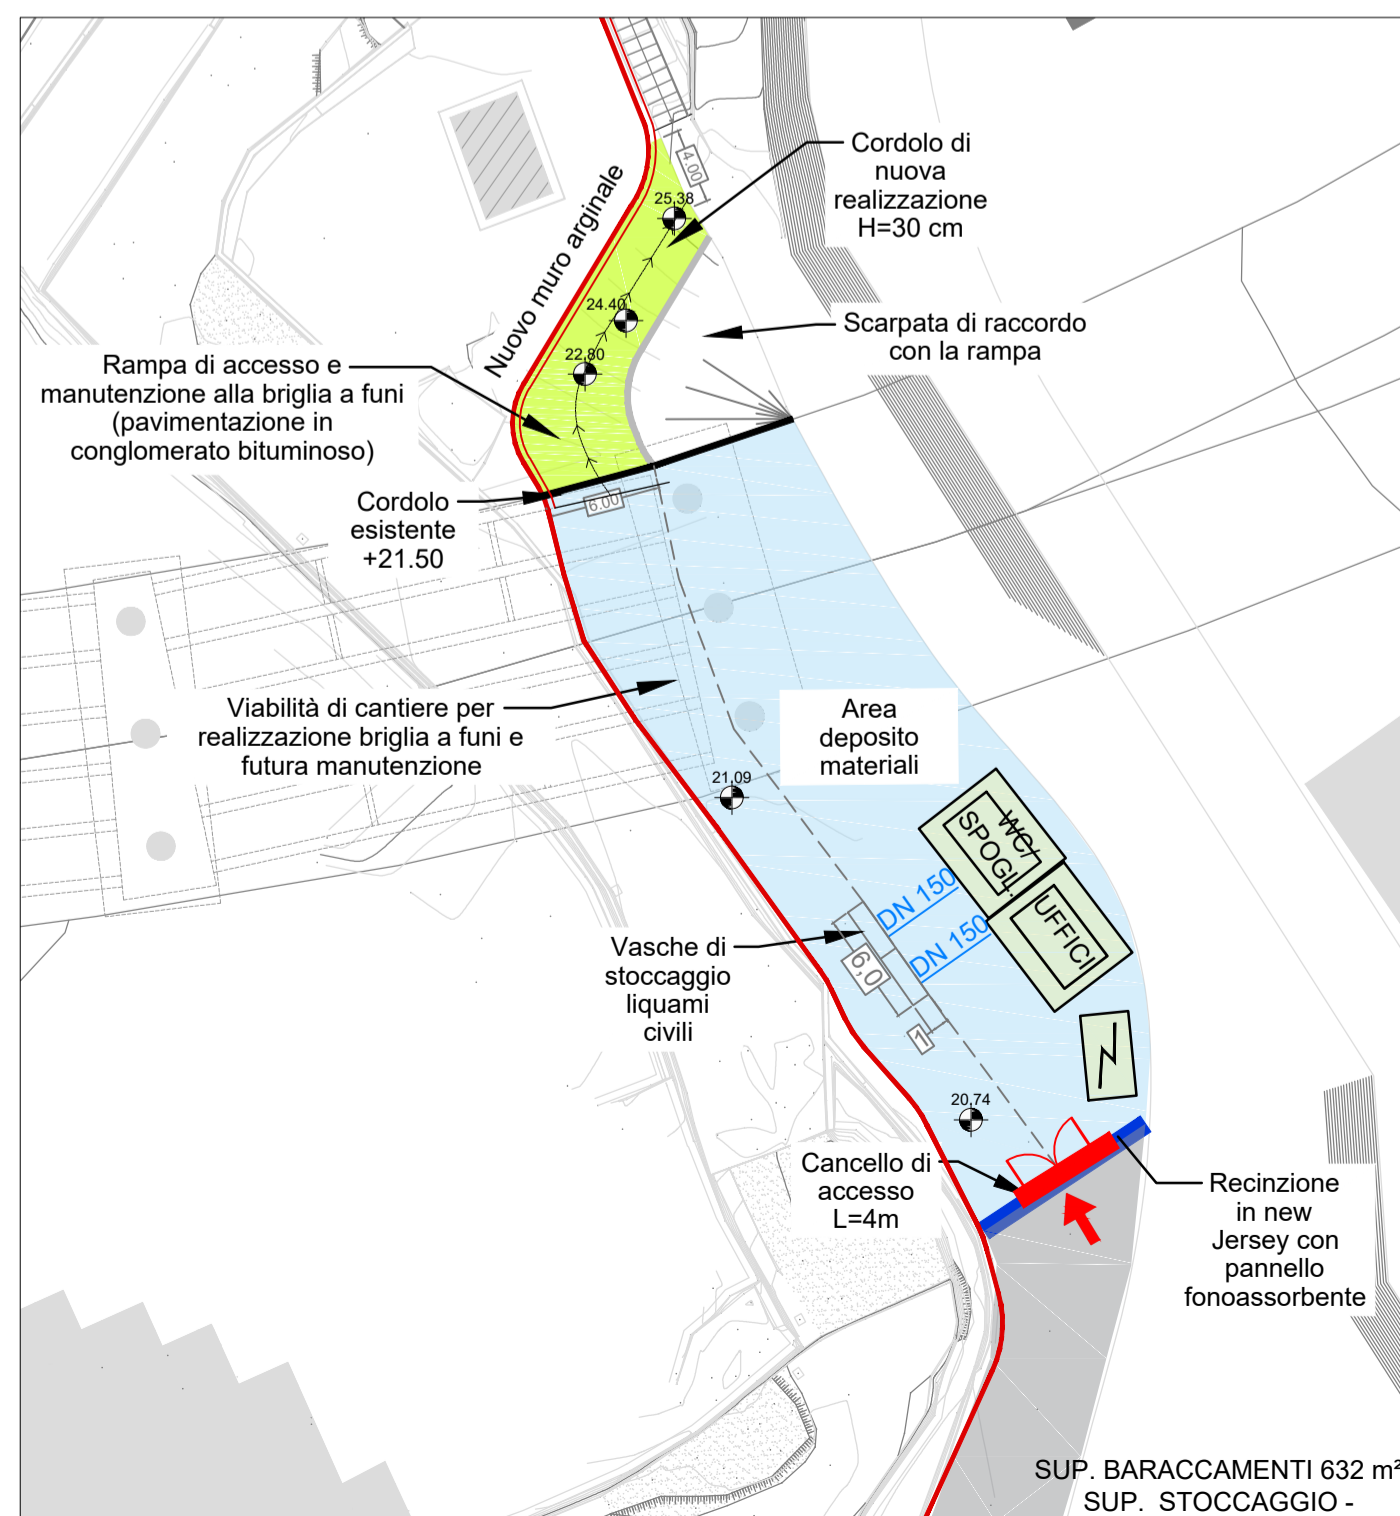 Cordolo di
nuova
realizzazione
H=30 cm
4.00
25,38
Nuovo muro arginale
24.40
Scarpata di raccordo
con la rampa
22,80
Rampa di accesso e
manutenzione alla briglia a funi
(pavimentazione in
conglomerato bituminoso)
Cordolo
esistente
+21.50
6.00
Viabilità di cantiere per
realizzazione briglia a funi e
futura manutenzione
Area
deposito
materiali
21,09
WC/
SPOGL.
UFFICI
DN 150
DN 150
Vasche di
stoccaggio
liquami
civili
6,0
1
20,74
Cancello di
accesso
L=4m
Recinzione
in new
Jersey con
pannello
fonoassorbente
SUP. BARACCAMENTI 632 m²
SUP. STOCCAGGIO -